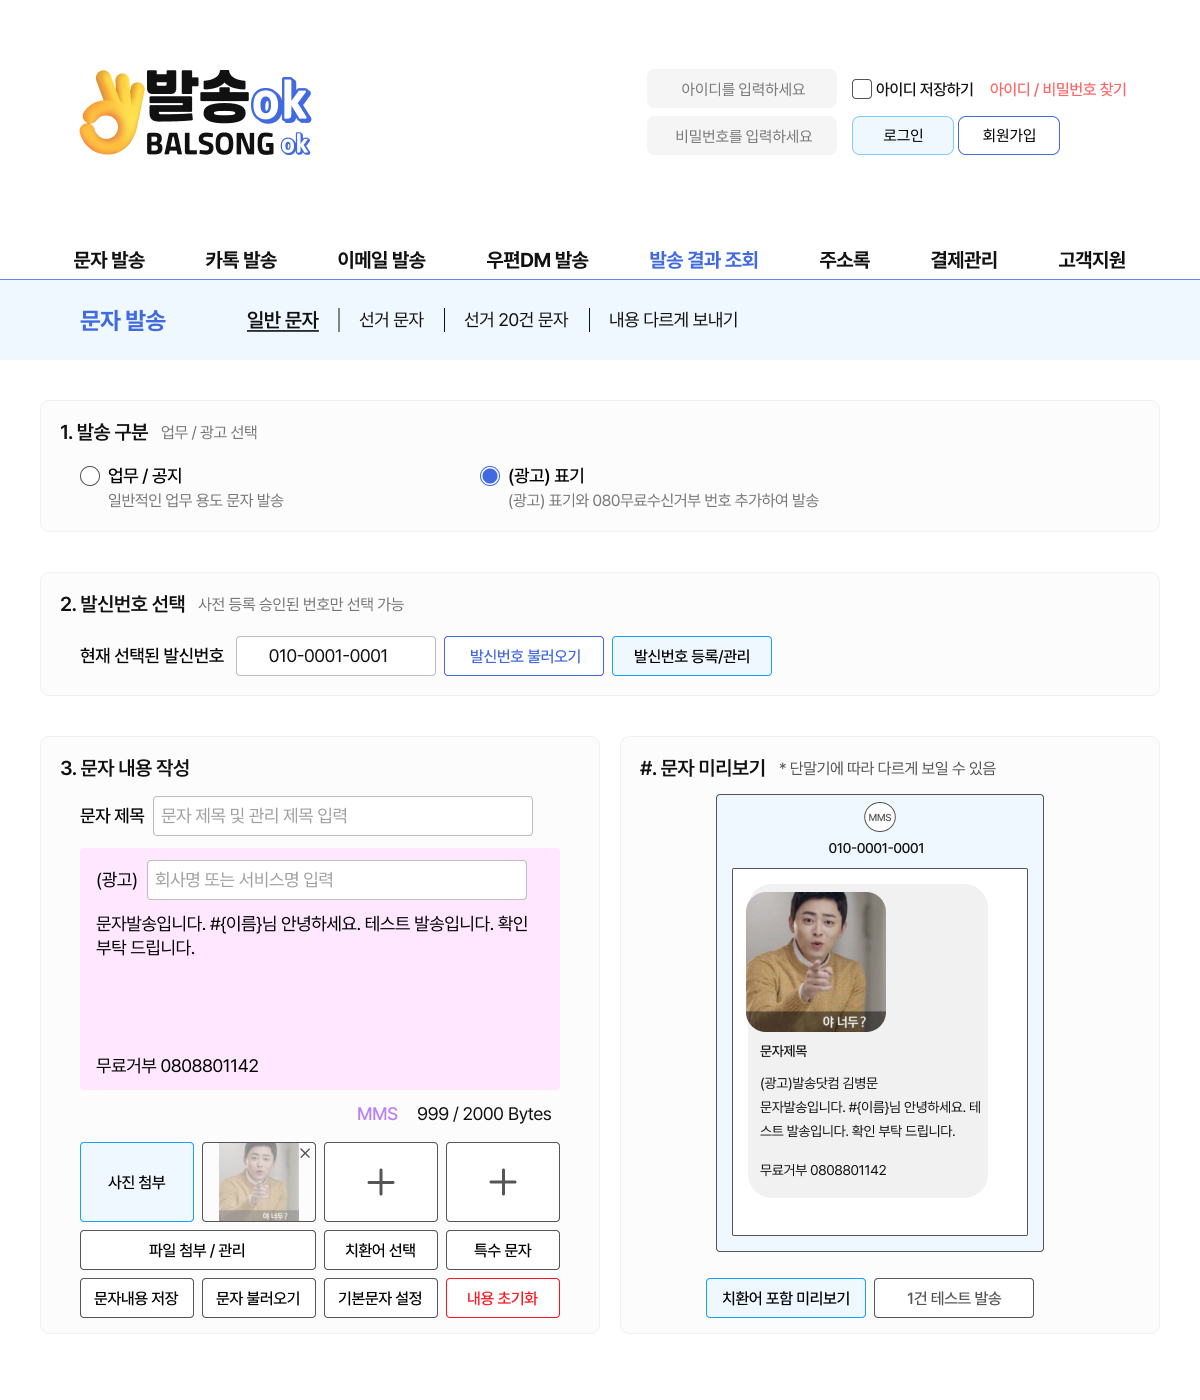 발송ok
BALSONG ok
아이디를 입력하세요
아이디 저장하기
아이디 / 비밀번호 찾기
비밀번호를 입력하세요
로그인
회원가입
문자 발송
카톡 발송
이메일 발송
우편DM 발송
발송 결과 조회
주소록
결제관리
고객지원
문자 발송
일반 문자
선거 문자
선거 20건 문자
내용 다르게 보내기
1. 발송 구분
업무 / 광고 선택
업무 / 공지
일반적인 업무 용도 문자 발송
(광고) 표기
(광고) 표기와 080무료수신거부 번호 추가하여 발송
2. 발신번호 선택
사전 등록 승인된 번호만 선택 가능
현재 선택된 발신번호
010-0001-0001
발신번호 불러오기
발신번호 등록/관리
3. 문자 내용 작성
문자 제목
문자 제목 및 관리 제목 입력
(광고)
회사명 또는 서비스명 입력
문자발송입니다. #{이름}님 안녕하세요. 테스트 발송입니다. 확인
부탁 드립니다.
무료거부 0808801142
MMS
999 / 2000 Bytes
사진 첨부
야 너두?
파일 첨부 / 관리
치환어 선택
특수 문자
문자내용 저장
문자 불러오기
기본문자 설정
내용 초기화
#. 문자 미리보기
* 단말기에 따라 다르게 보일 수 있음
MMS
010-0001-0001
야 너두?
문자제목
(광고)발송닷컴 김병문
문자발송입니다. #{이름}님 안녕하세요. 테
스트 발송입니다. 확인 부탁 드립니다.
무료거부 0808801142
치환어 포함 미리보기
1건 테스트 발송